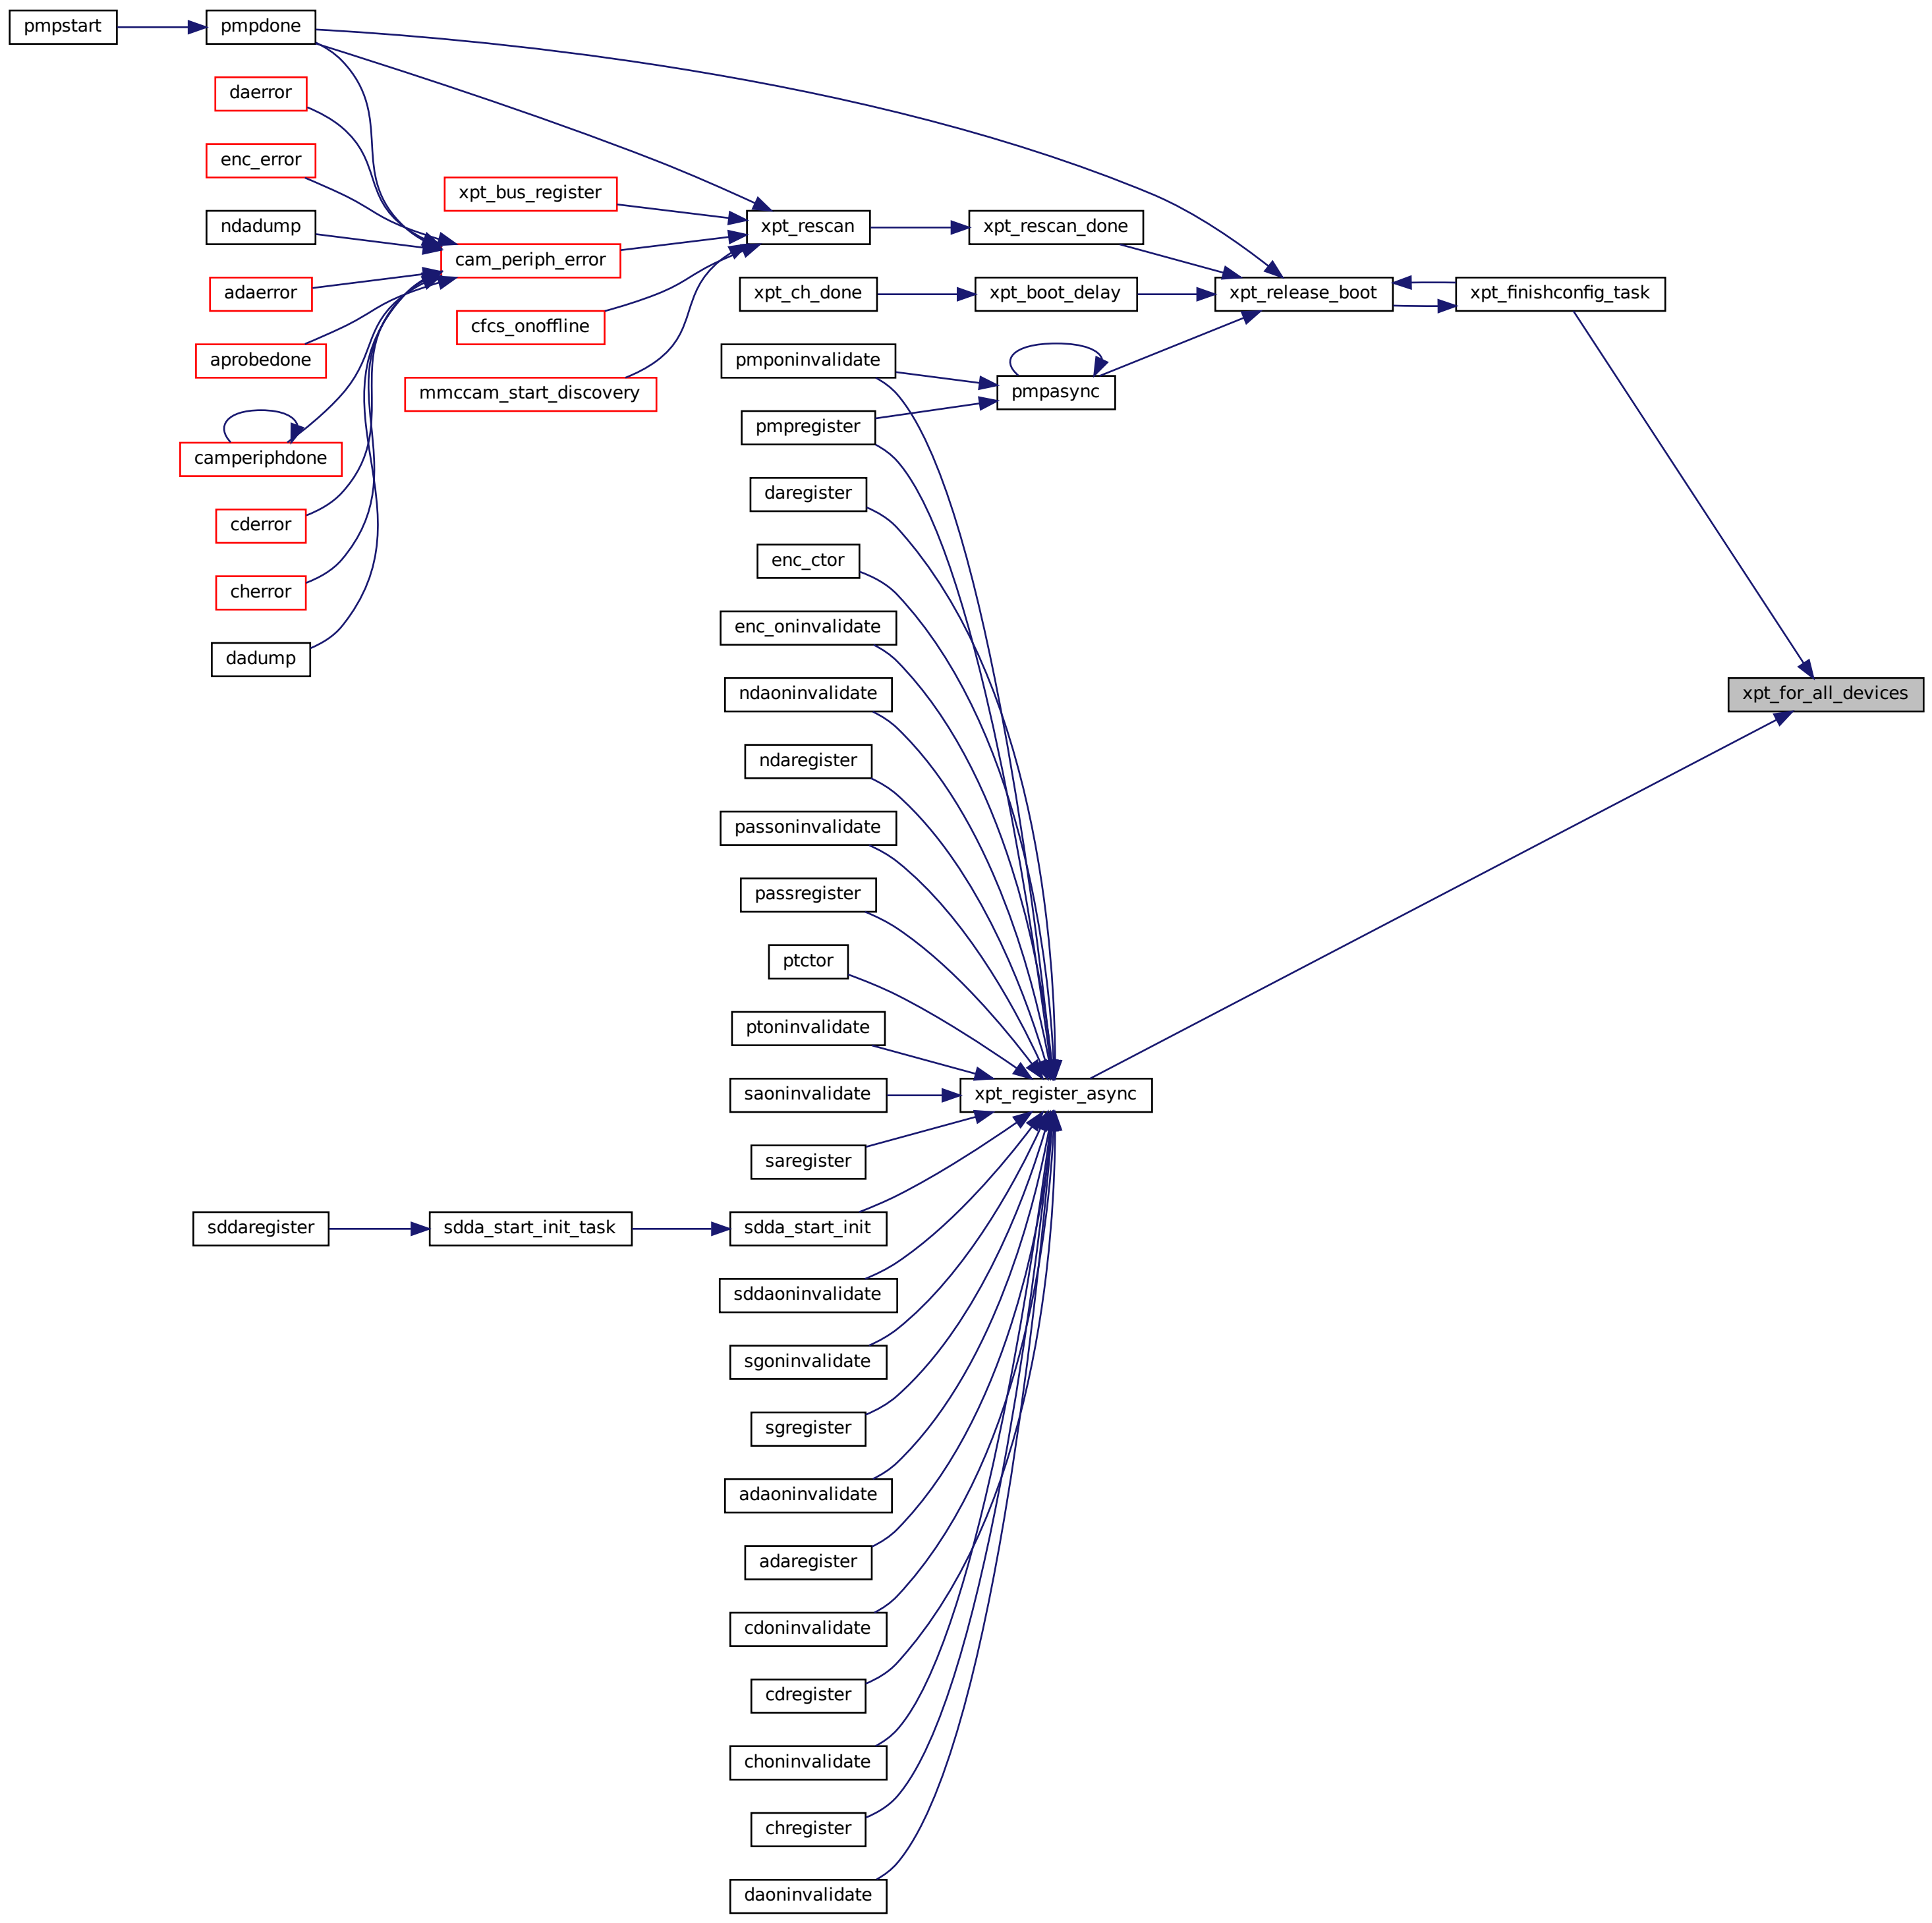 pmpstart
pmpdone
daerror
enc_error
ndadump
adaerror
aprobedone
camperiphdone
cderror
cherror
dadump
cam_periph_error
xpt_bus_register
cfcs_onoffline
mmccam_start_discovery
xpt_rescan
xpt_rescan_done
xpt_ch_done
xpt_boot_delay
xpt_release_boot
xpt_finishconfig_task
pmpasync
pmponinvalidate
pmpregister
daregister
enc_ctor
enc_oninvalidate
ndaoninvalidate
ndaregister
passoninvalidate
passregister
ptctor
ptoninvalidate
saoninvalidate
saregister
sddaregister
sdda_start_init_task
sdda_start_init
sddaoninvalidate
sgoninvalidate
sgregister
adaoninvalidate
adaregister
cdoninvalidate
cdregister
choninvalidate
chregister
daoninvalidate
xpt_register_async
xpt_for_all_devices